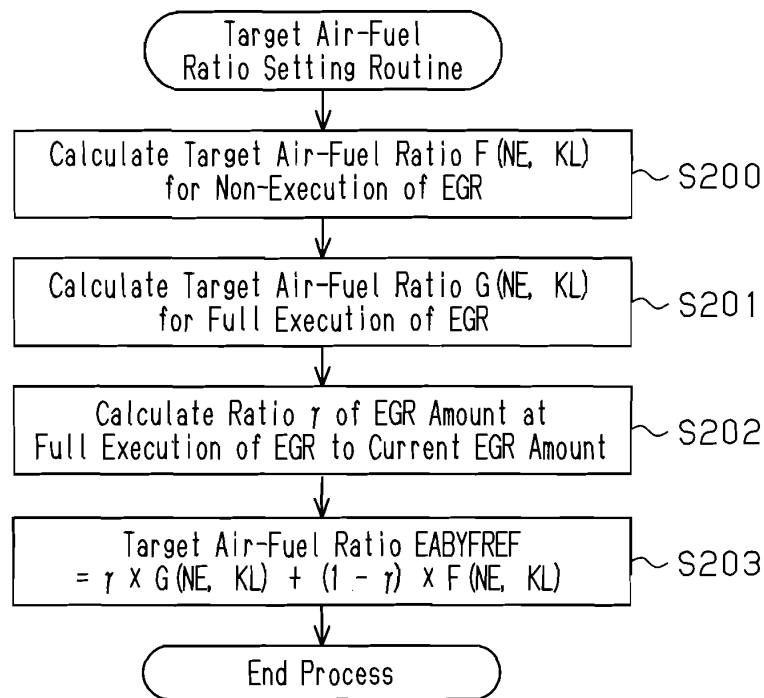 Target Air-Fuel
Ratio Setting Routine
Calculate Target Air-Fuel Ratio F(NE, KL)
for Non-Execution of EGR
S200
Calculate Target Air-Fuel Ratio G(NE, KL)
for Full Execution of EGR
S201
Calculate Ratio γ of EGR Amount at
Full Execution of EGR to Current EGR Amount
S202
Target Air-Fuel Ratio EABYFREF
= γ X G(NE, KL) + (1 - γ) X F(NE, KL)
S203
End Process